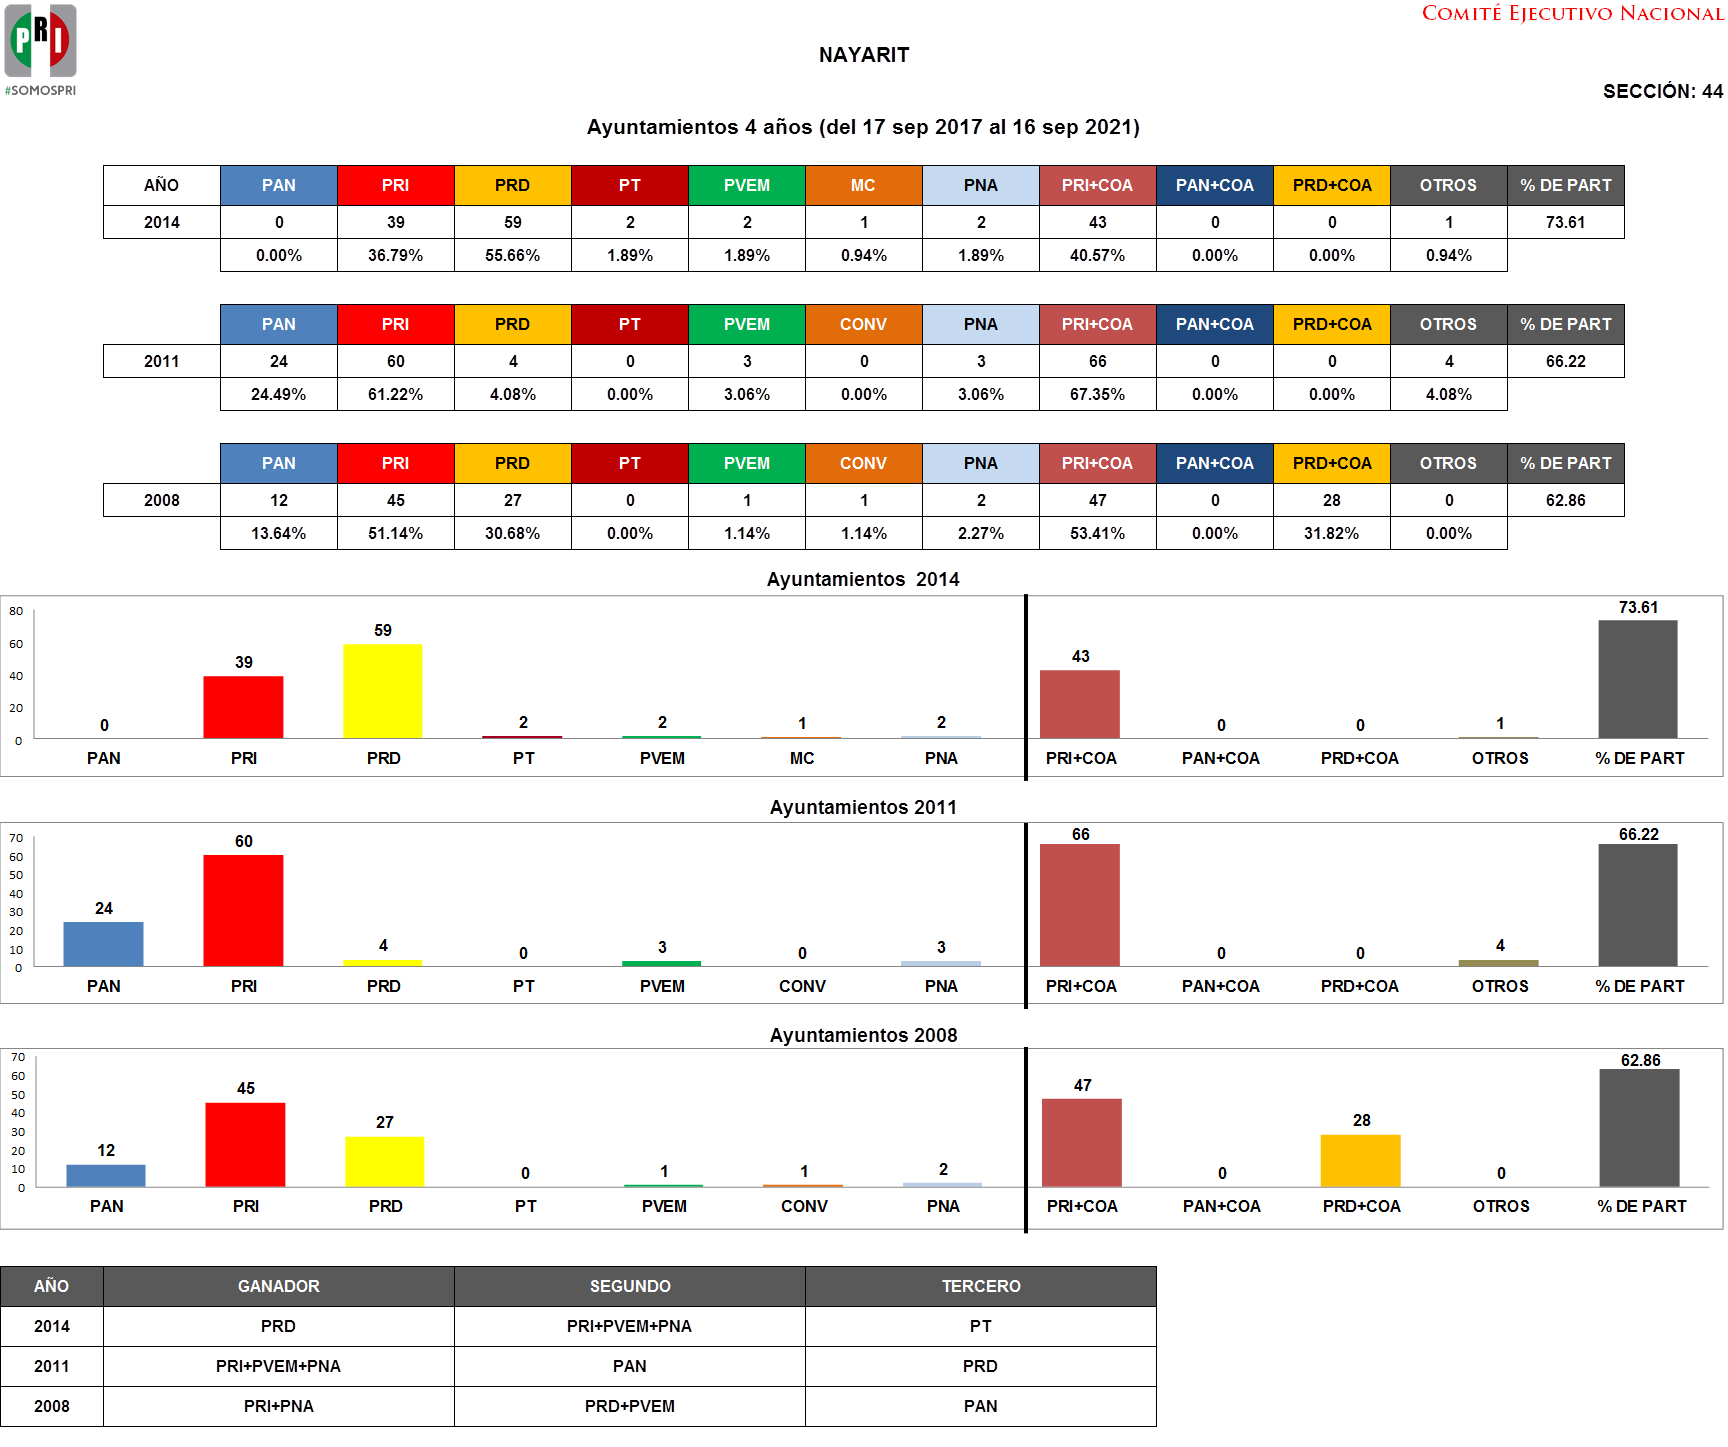 COMITÉ EJECUTIVO NACIONAL
PRI
#SOMOSPRI
NAYARIT
SECCIÓN: 44
Ayuntamientos 4 años (del 17 sep 2017 al 16 sep 2021)
AÑO PAN PRI PRD PT PVEM MC PNA PRI+COA PAN+COA PRD+COA OTROS % DE PART
2014 0 39 59 2 2 1 2 43 0 0 1 73.61
0.00% 36.79% 55.66% 1.89% 1.89% 0.94% 1.89% 40.57% 0.00% 0.00% 0.94%
PAN PRI PRD PT PVEM CONV PNA PRI+COA PAN+COA PRD+COA OTROS % DE PART
2011 24 60 4 0 3 0 3 66 0 0 4 66.22
24.49% 61.22% 4.08% 0.00% 3.06% 0.00% 3.06% 67.35% 0.00% 0.00% 4.08%
PAN PRI PRD PT PVEM CONV PNA PRI+COA PAN+COA PRD+COA OTROS % DE PART
2008 12 45 27 0 1 1 2 47 0 28 0 62.86
13.64% 51.14% 30.68% 0.00% 1.14% 1.14% 2.27% 53.41% 0.00% 31.82% 0.00%
Ayuntamientos 2014
80
60
40
20
0
0 39 59 2 2 1 2 43 0 0 1 73.61
PAN PRI PRD PT PVEM MC PNA PRI+COA PAN+COA PRD+COA OTROS % DE PART
Ayuntamientos 2011
70
60
50
40
30
20
10
0
24 60 4 0 3 0 3 66 0 0 4 66.22
PAN PRI PRD PT PVEM CONV PNA PRI+COA PAN+COA PRD+COA OTROS % DE PART
Ayuntamientos 2008
70
60
50
40
30
20
10
0
12 45 27 0 1 1 2 47 0 28 0 62.86
PAN PRI PRD PT PVEM CONV PNA PRI+COA PAN+COA PRD+COA OTROS % DE PART
AÑO GANADOR SEGUNDO TERCERO
2014 PRD PRI+PVEM+PNA PT
2011 PRI+PVEM+PNA PAN PRD
2008 PRI+PNA PRD+PVEM PAN